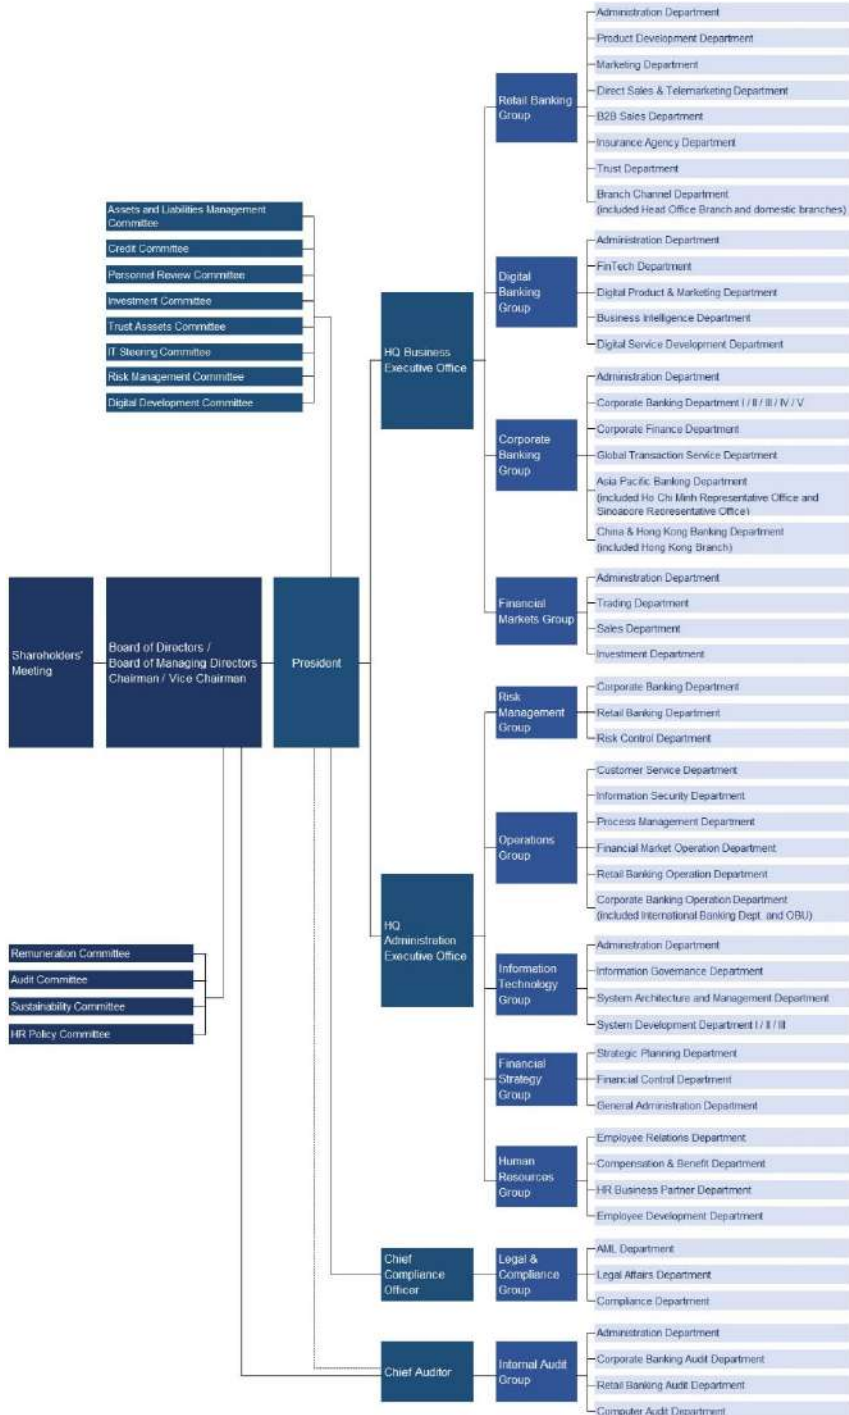 Assets and Liabilities Management
Committee
Credit Committee
Personnel Review Committee
Investment Committee
Trust Asssets Committee
IT Steering Committee
Risk Management Committee
Digital Development Committee
Shareholders'
Meeting
Board of Directors /
Board of Managing Directors
Chairman / Vice Chairman
President
Remuneration Committee
Audit Committee
Sustainability Committee
HR Policy Committee
HQ Business
Executive Office
Retail Banking
Group
Administration Department
Product Development Department
Marketing Department
Direct Sales & Telemarketing Department
B2B Sales Department
Insurance Agency Department
Trust Department
Branch Channel Department
(included Head Office Branch and domestic branches)
Digital
Banking
Group
Administration Department
FinTech Department
Digital Product & Marketing Department
Business Intelligence Department
Digital Service Development Department
Corporate
Banking
Group
Administration Department
Corporate Banking Department I / II / III / IV / V
Corporate Finance Department
Global Transaction Service Department
Asia Pacific Banking Department
(included Ho Chi Minh Representative Office and
Singapore Representative Office)
China & Hong Kong Banking Department
(included Hong Kong Branch)
Financial
Markets Group
Administration Department
Trading Department
Sales Department
Investment Department
HQ
Administration
Executive Office
Risk
Management
Group
Corporate Banking Department
Retail Banking Department
Risk Control Department
Operations
Group
Customer Service Department
Information Security Department
Process Management Department
Financial Market Operation Department
Retail Banking Operation Department
Corporate Banking Operation Department
(included International Banking Dept. and OBU)
Information
Technology
Group
Administration Department
Information Governance Department
System Architecture and Management Department
System Development Department I / II / III
Financial
Strategy
Group
Strategic Planning Department
Financial Control Department
General Administration Department
Human
Resources
Group
Employee Relations Department
Compensation & Benefit Department
HR Business Partner Department
Employee Development Department
Chief
Compliance
Officer
Legal &
Compliance
Group
AML Department
Legal Affairs Department
Compliance Department
Chief Auditor
Internal Audit
Group
Administration Department
Corporate Banking Audit Department
Retail Banking Audit Department
Computer Audit Department